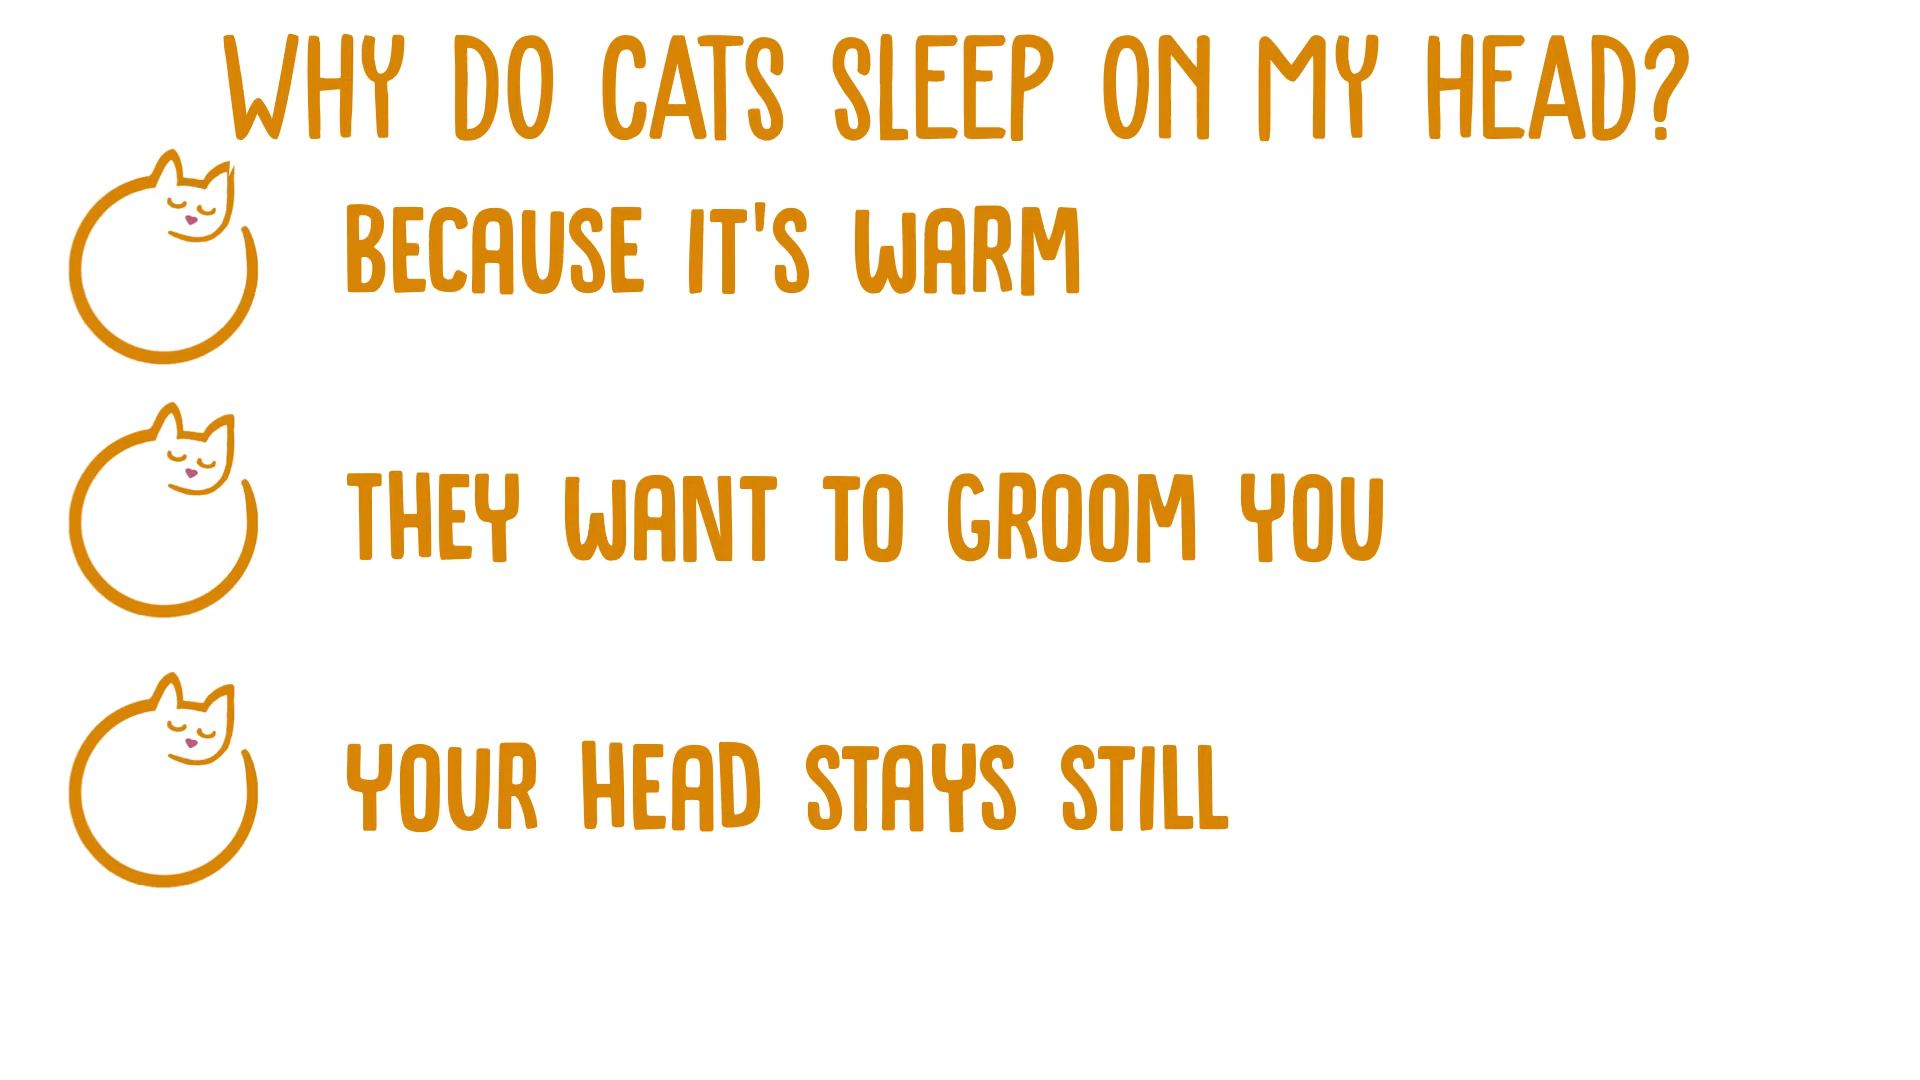 WHY DO CATS SLEEP ON MY HEAD?
BECAUSE IT'S WARM
THEY WANT TO GROOM YOU
YOUR HEAD STAYS STILL